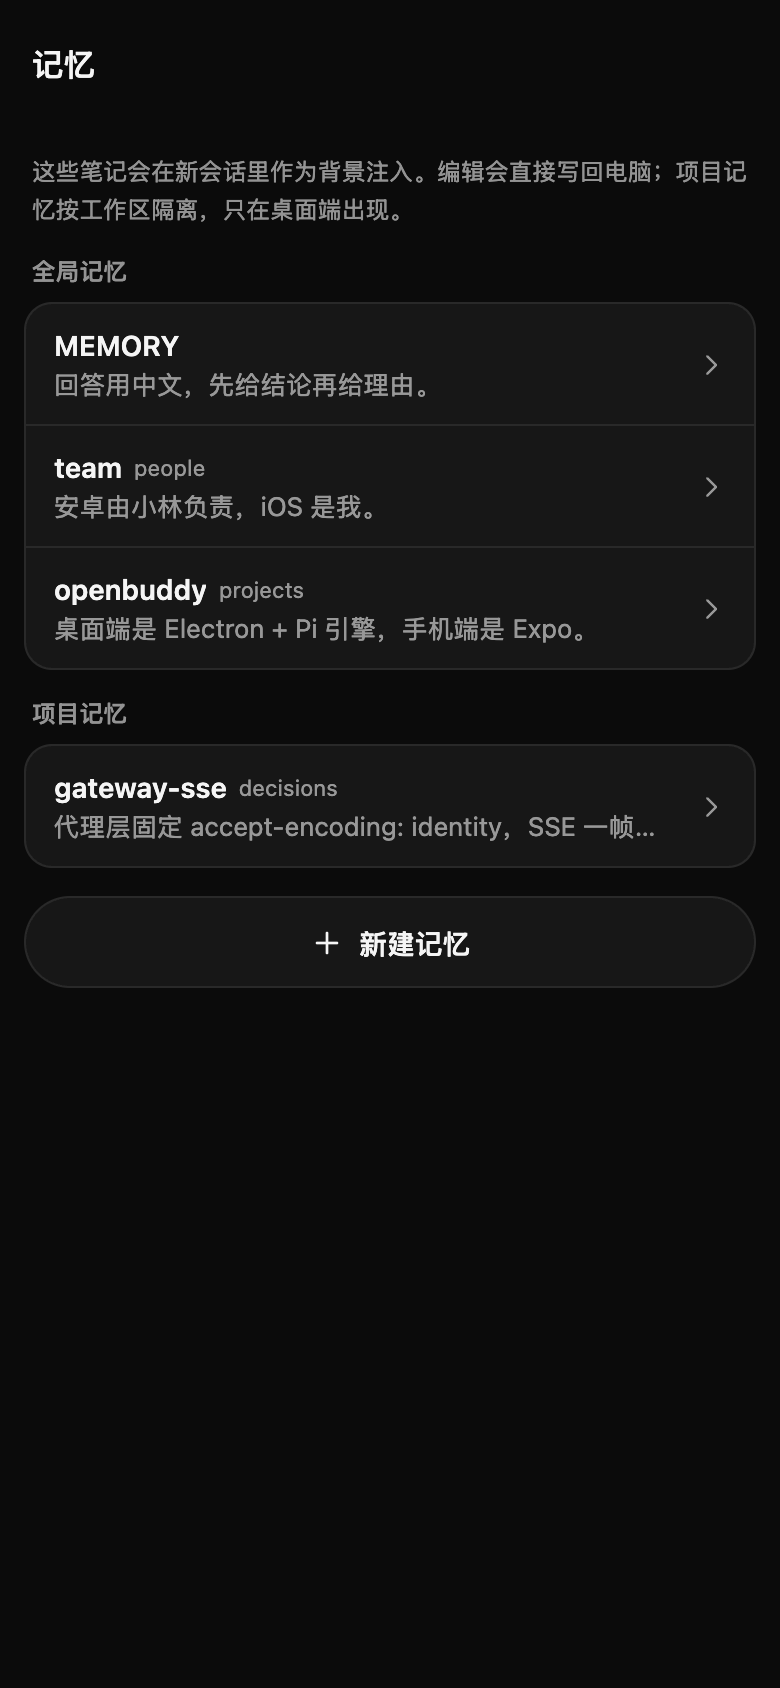 记忆
这些笔记会在新会话里作为背景注入。编辑会直接写回电脑；项目记
忆按工作区隔离，只在桌面端出现。
全局记忆
MEMORY
回答用中文，先给结论再给理由。
team people
安卓由小林负责，iOS 是我。
openbuddy projects
桌面端是 Electron + Pi 引擎，手机端是 Expo。
项目记忆
gateway-sse decisions
代理层固定 accept-encoding: identity，SSE 一帧...
+ 新建记忆